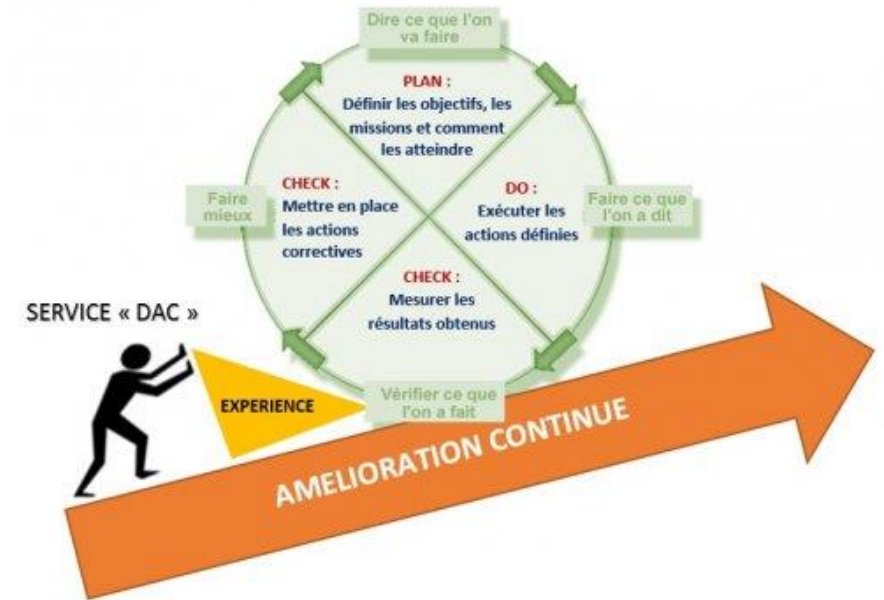 Dire ce que l'on
va faire
PLAN :
Définir les objectifs, les
missions et comment
les atteindre
Faire
mieux
CHECK :
Mettre en place
les actions
correctives
DO :
Exécuter les
actions définies
Faire ce que
l'on a dit
CHECK :
Mesurer les
résultats obtenus
Vérifier ce que
l'on a fait
SERVICE « DAC »
EXPERIENCE
AMELIORATION CONTINUE